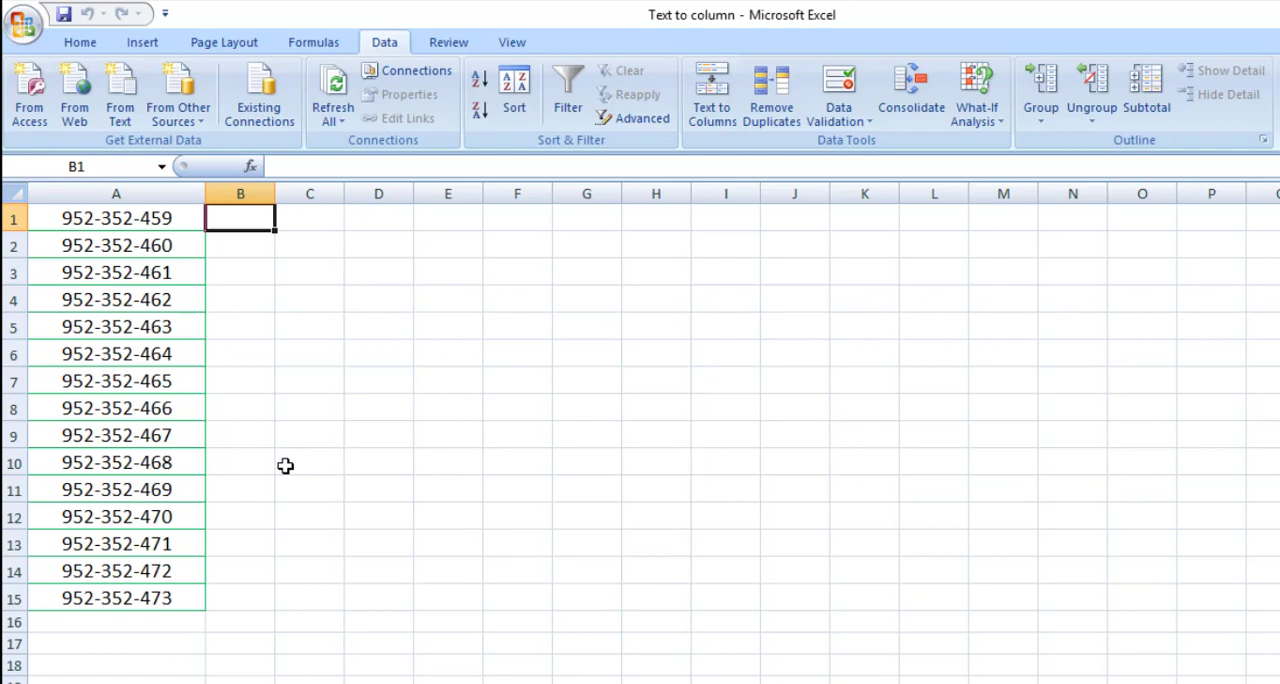 Text to column - Microsoft Excel
Home Insert Page Layout Formulas Data Review View
From Access
From Web
From Text
From Other Sources
Existing Connections
Get External Data
Refresh All
Connections
Properties
Edit Links
Connections
A Z
Z A
A Z Z A
Sort
Filter
Clear
Reapply
Advanced
Sort & Filter
Text to Columns
Remove Duplicates
Data Validation
Consolidate
What-If Analysis
Data Tools
Group
Ungroup
Subtotal
Show Detail
Hide Detail
Outline
B1 fx
A B C D E F G H I J K L M N O P
1 952-352-459
2 952-352-460
3 952-352-461
4 952-352-462
5 952-352-463
6 952-352-464
7 952-352-465
8 952-352-466
9 952-352-467
10 952-352-468
11 952-352-469
12 952-352-470
13 952-352-471
14 952-352-472
15 952-352-473
16
17
18